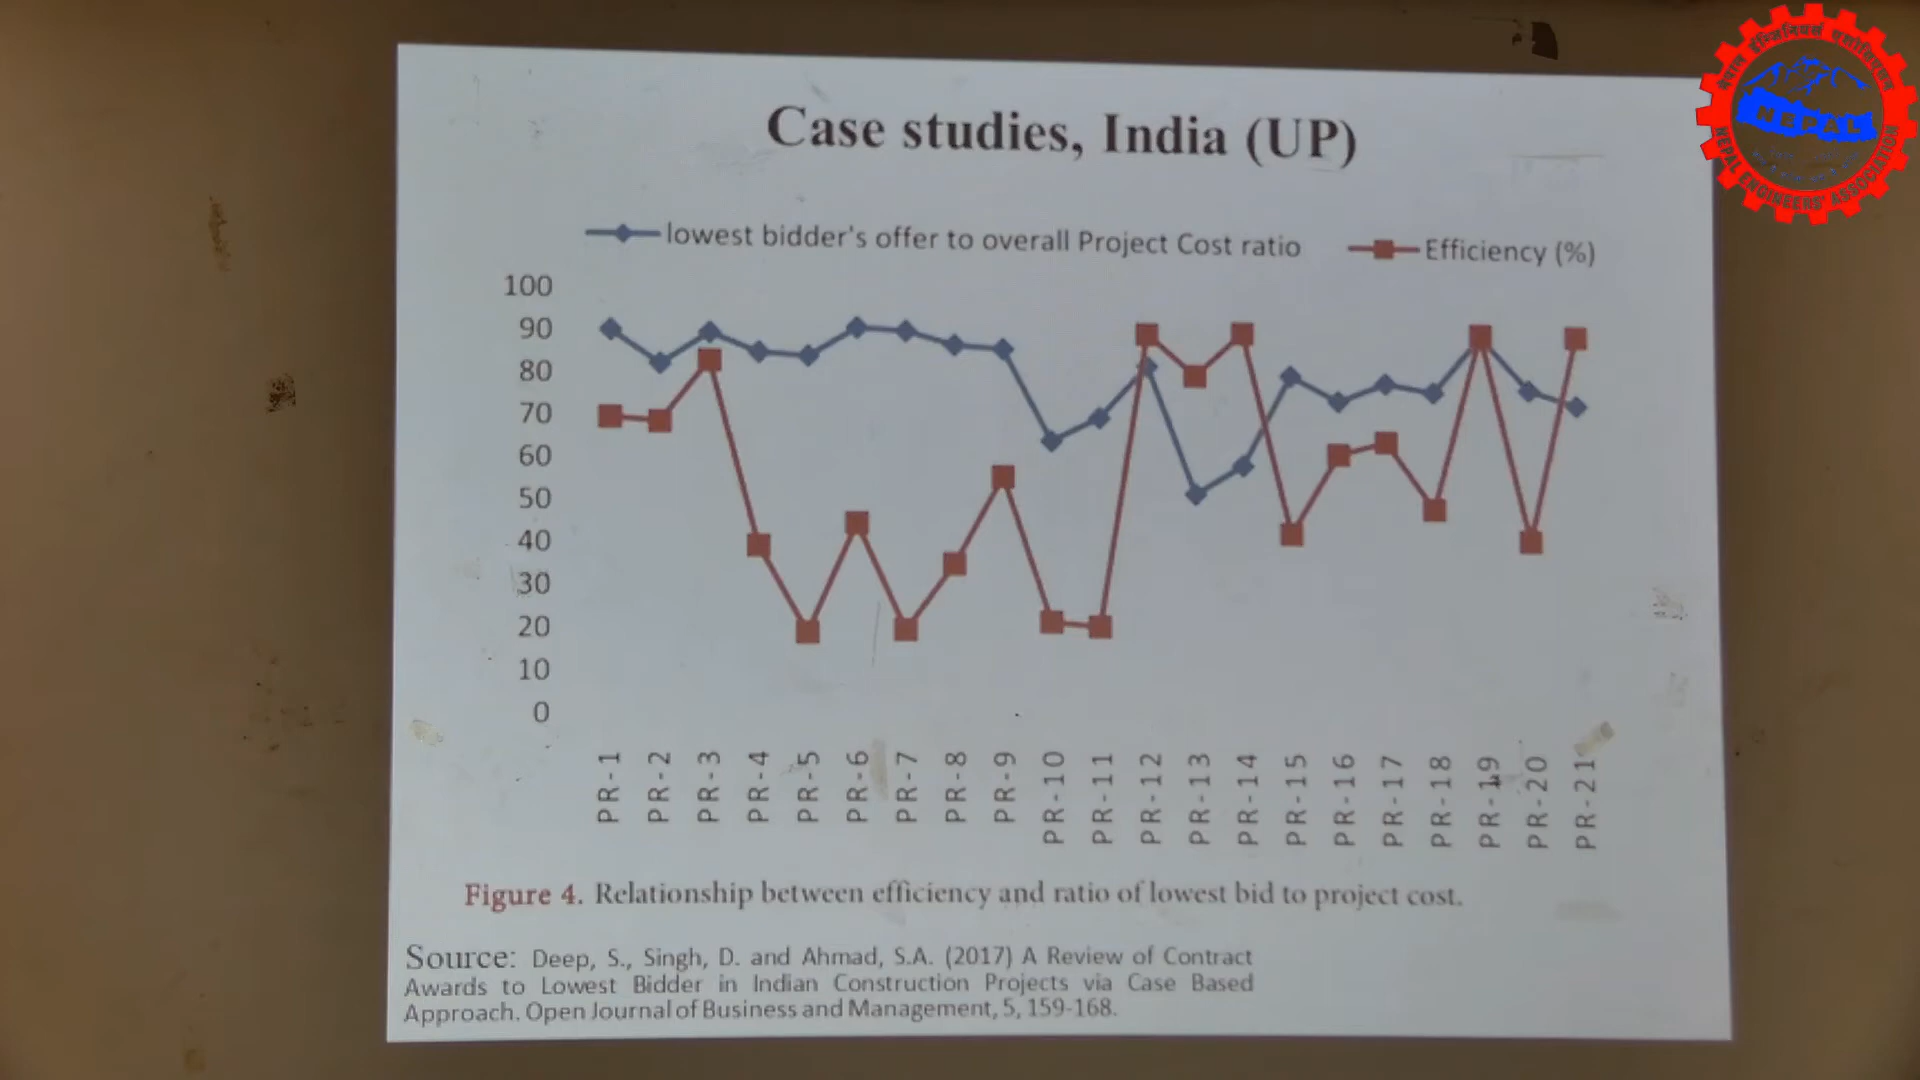 Case studies, India (UP)
NEPAL
NEPAL ENGINEERS' ASSOCIATION
lowest bidder's offer to overall Project Cost ratio
Efficiency (%)
100
90
80
70
60
50
40
30
20
10
0
PR-1
PR-2
PR-3
PR-4
PR-5
PR-6
PR-7
PR-8
PR-9
PR-10
PR-11
PR-12
PR-13
PR-14
PR-15
PR-16
PR-17
PR-18
PR-19
PR-20
PR-21
Figure 4. Relationship between efficiency and ratio of lowest bid to project cost.
Source: Deep, S., Singh, D. and Ahmad, S.A. (2017) A Review of Contract
Awards to Lowest Bidder in Indian Construction Projects via Case Based
Approach. Open Journal of Business and Management, 5, 159-168.